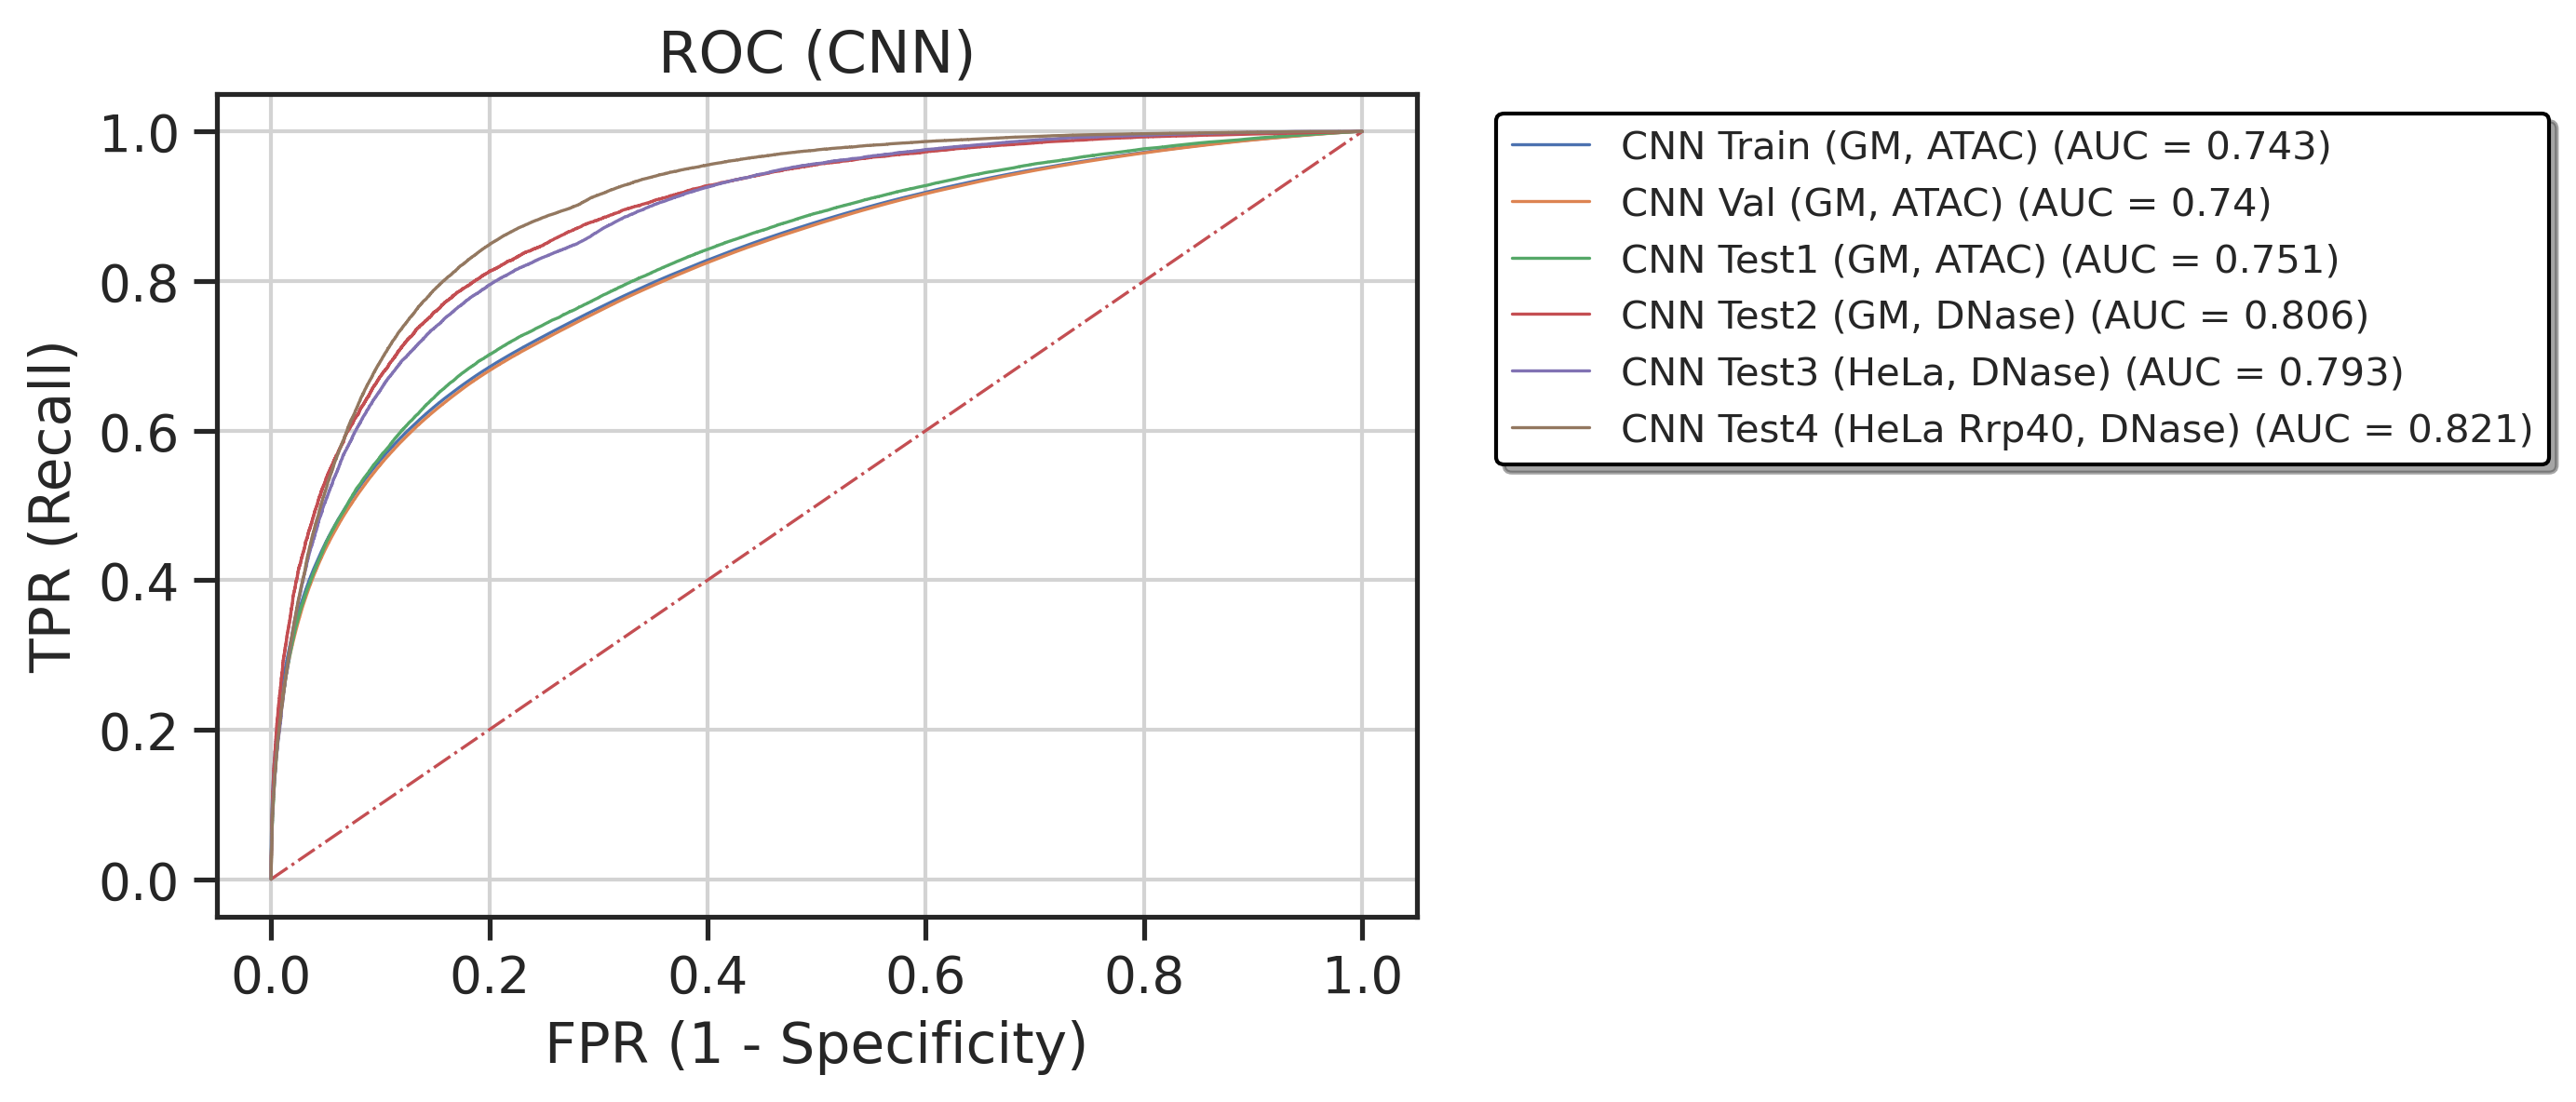 ROC (CNN)
TPR (Recall)
1.0
0.8
0.6
0.4
0.2
0.0
0.0 0.2 0.4 0.6 0.8 1.0
FPR (1 - Specificity)
CNN Train (GM, ATAC) (AUC = 0.743)
CNN Val (GM, ATAC) (AUC = 0.74)
CNN Test1 (GM, ATAC) (AUC = 0.751)
CNN Test2 (GM, DNase) (AUC = 0.806)
CNN Test3 (HeLa, DNase) (AUC = 0.793)
CNN Test4 (HeLa Rrp40, DNase) (AUC = 0.821)